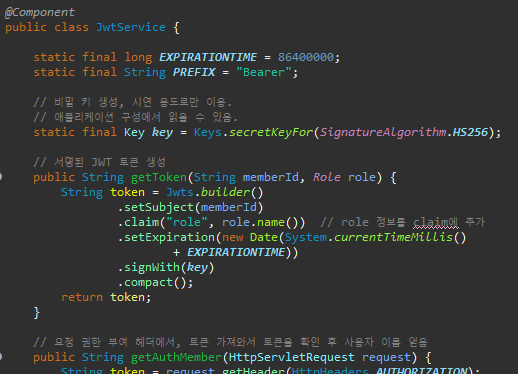 @Component
public class JwtService {
static final long EXPIRATIONTIME = 86400000;
static final String PREFIX = "Bearer";
// 비밀 키 생성, 시연 용도로만 이용.
// 애플리케이션 구성에서 읽을 수 있음.
static final Key key = Keys.secretKeyFor(SignatureAlgorithm.HS256);
// 서명된 JWT 토큰 생성
public String getToken(String memberId, Role role) {
String token = Jwts.builder()
.setSubject(memberId)
.claim("role", role.name())  // role 정보를 claim에 추가
.setExpiration(new Date(System.currentTimeMillis()
+ EXPIRATIONTIME))
.signWith(key)
.compact();
return token;
}
// 요청 권한 부여 헤더에서, 토큰 가져와서 토큰을 확인 후 사용자 이름 얻음
public String getAuthMember(HttpServletRequest request) {
String token = request.getHeader(HttpHeaders.AUTHORIZATION);